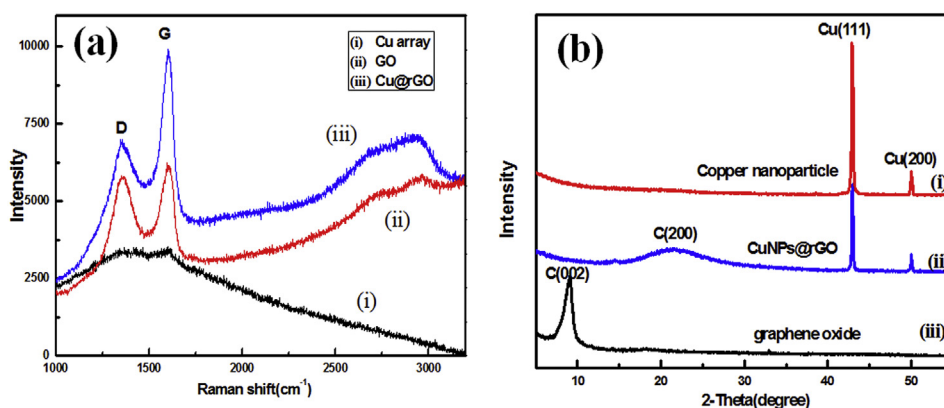 (a)
(i) Cu array
(ii) GO
(iii) Cu@rGO
D
G
(iii)
(ii)
(i)
10000
7500
5000
2500
0
1000 1500 2000 2500 3000
Intensity
Raman shift(cm-1)
(b)
Cu(111)
Cu(200)
Copper nanoparticle
(i)
C(200)
CuNPs@rGO
(ii)
C(002)
graphene oxide
(iii)
10 20 30 40 50
Intensity
2-Theta(degree)